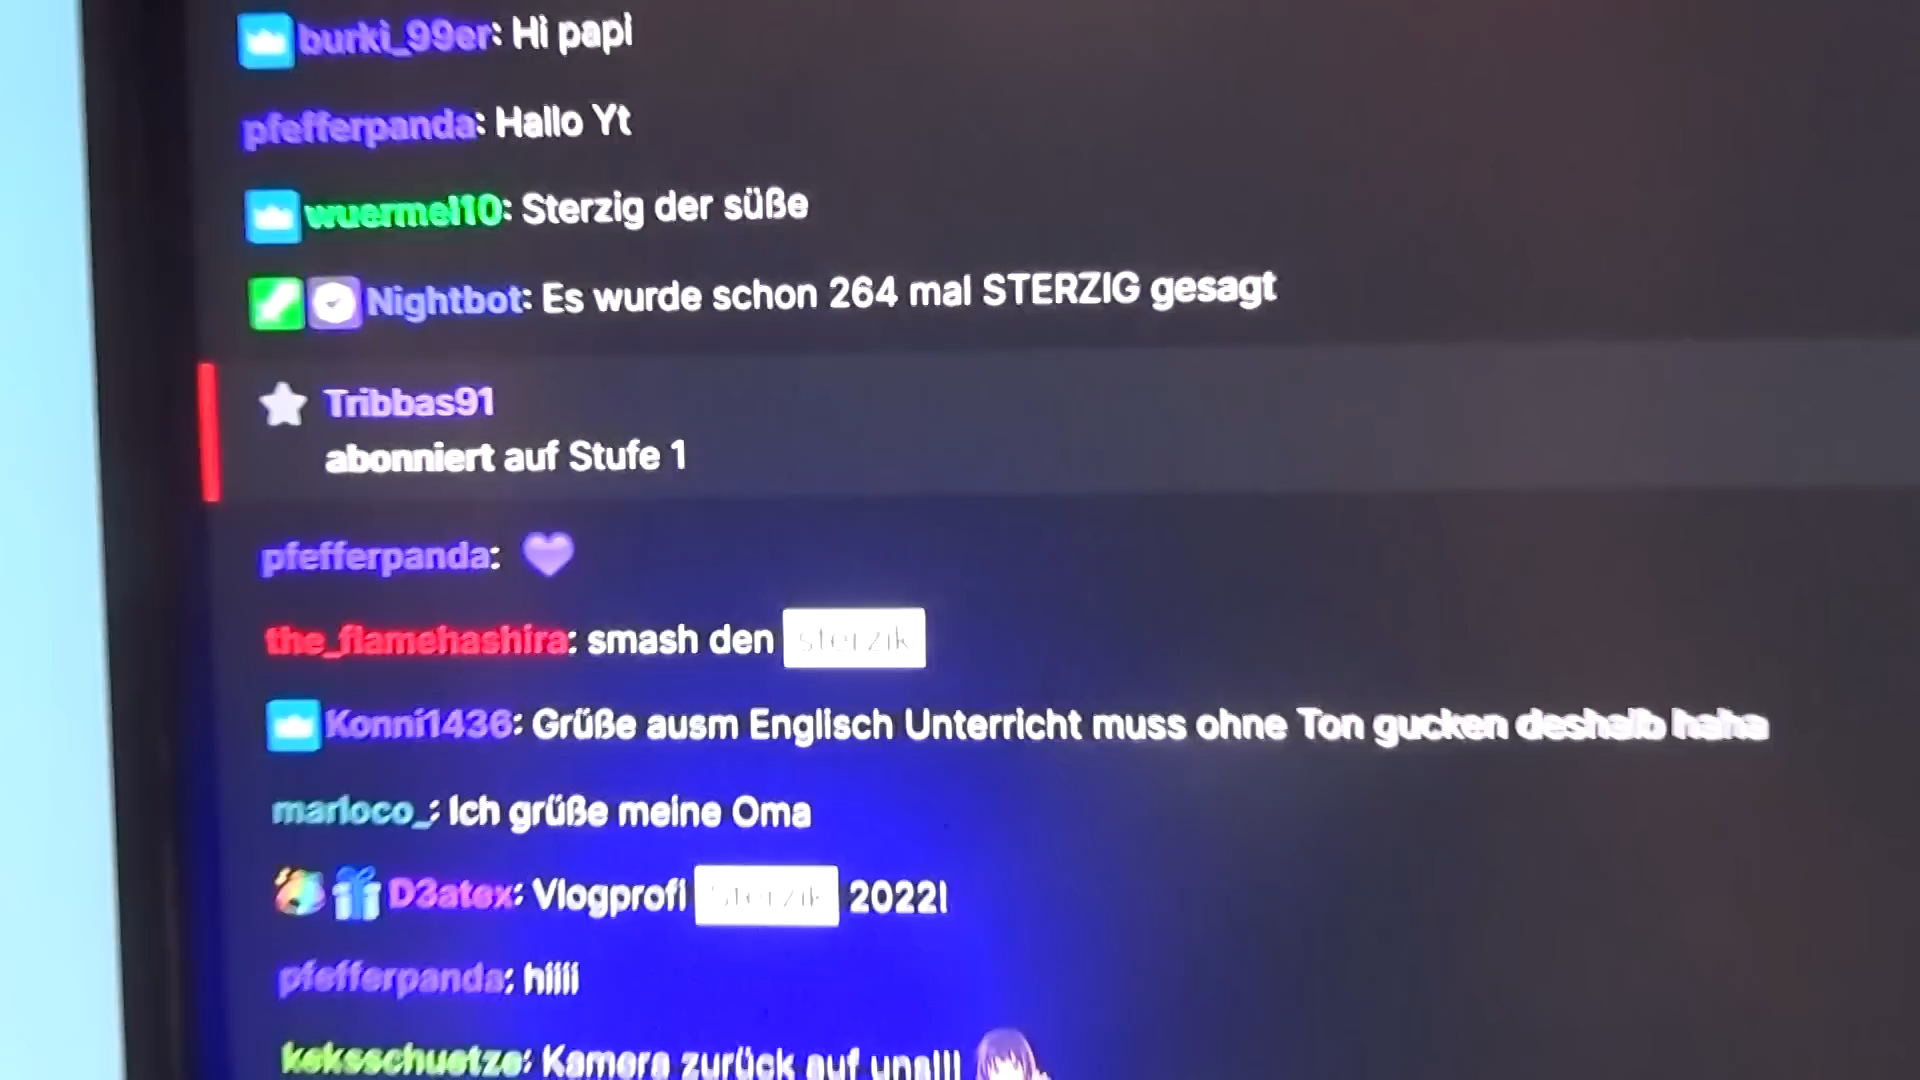 burki_99er: Hi papi
pfefferpanda: Hallo Yt
wuermel10: Sterzig der süße
Nightbot: Es wurde schon 264 mal STERZIG gesagt
Tribbas91
abonniert auf Stufe 1
pfefferpanda: 💜
the_flamehashira: smash den sterzik
Konni1436: Grüße ausm Englisch Unterricht muss ohne Ton gucken deshalb haha
marloco_: Ich grüße meine Oma
D3atex: Vlogprofi Sterzik 2022!
pfefferpanda: hiiii
keksschuetze: Kamera zurück auf uns!!!